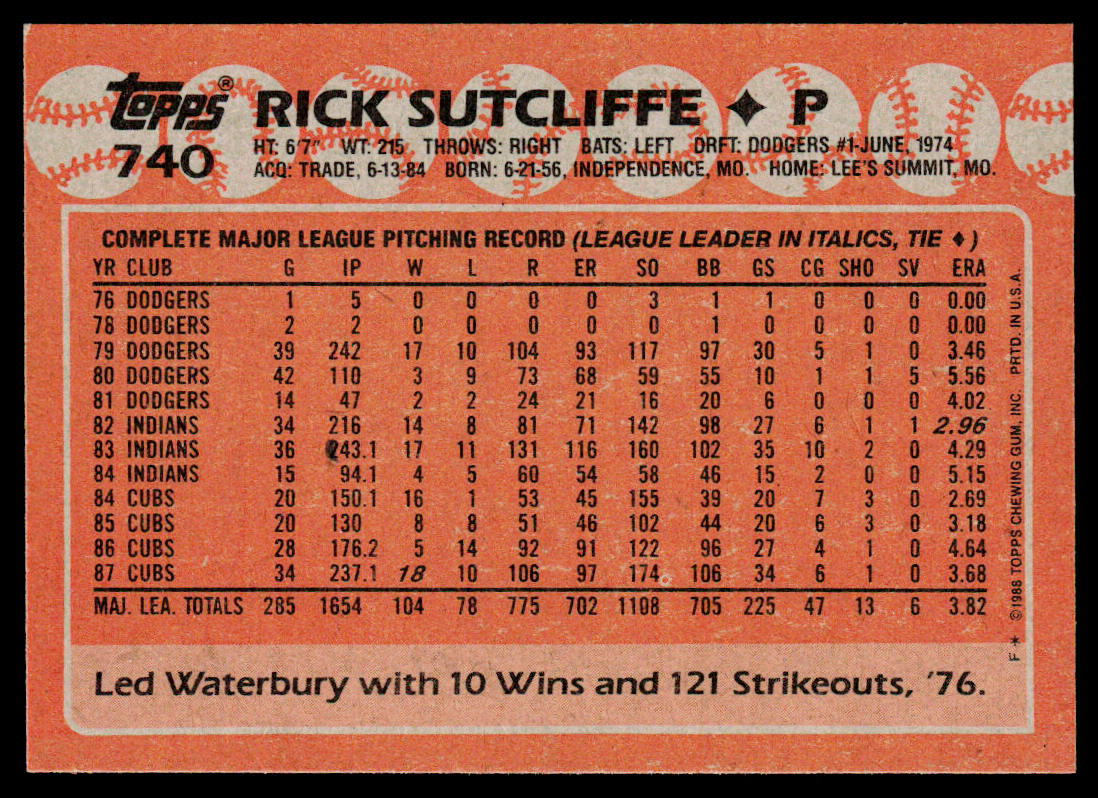 topps® RICK SUTCLIFFE ✦ P
740 HT: 6'7" WT: 215 THROWS: RIGHT BATS: LEFT DRFT: DODGERS #1-JUNE, 1974
ACQ: TRADE, 6-13-84 BORN: 6-21-56, INDEPENDENCE, MO. HOME: LEE'S SUMMIT, MO.
COMPLETE MAJOR LEAGUE PITCHING RECORD (LEAGUE LEADER IN ITALICS, TIE ♦)
YR CLUB G IP W L R ER SO BB GS CG SHO SV ERA
76 DODGERS 1 5 0 0 0 0 3 1 1 0 0 0 0.00
78 DODGERS 2 2 0 0 0 0 0 1 0 0 0 0 0.00
79 DODGERS 39 242 17 10 104 93 117 97 30 5 1 0 3.46
80 DODGERS 42 110 3 9 73 68 59 55 10 1 1 5 5.56
81 DODGERS 14 47 2 2 24 21 16 20 6 0 0 0 4.02
82 INDIANS 34 216 14 8 81 71 142 98 27 6 1 1 2.96
83 INDIANS 36 243.1 17 11 131 116 160 102 35 10 2 0 4.29
84 INDIANS 15 94.1 4 5 60 54 58 46 15 2 0 0 5.15
84 CUBS 20 150.1 16 1 53 45 155 39 20 7 3 0 2.69
85 CUBS 20 130 8 8 51 46 102 44 20 6 3 0 3.18
86 CUBS 28 176.2 5 14 92 91 122 96 27 4 1 0 4.64
87 CUBS 34 237.1 18 10 106 97 174 106 34 6 1 0 3.68
MAJ. LEA. TOTALS 285 1654 104 78 775 702 1108 705 225 47 13 6 3.82
Led Waterbury with 10 Wins and 121 Strikeouts, '76.
F * ©1988 TOPPS CHEWING GUM, INC. PRTD. IN U.S.A.